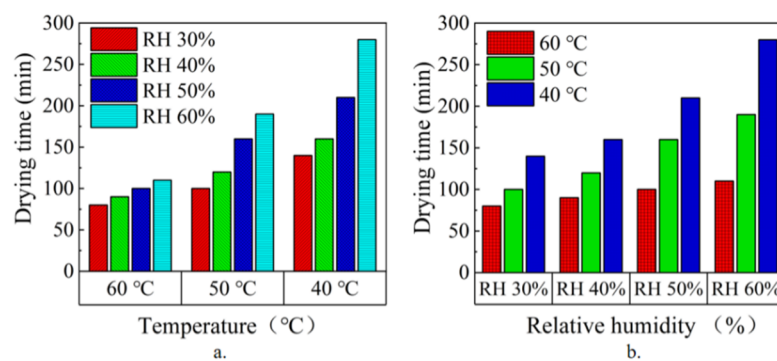 300
250
200
150
100
50
0
Drying time (min)
RH 30%
RH 40%
RH 50%
RH 60%
60 ℃ 50 ℃ 40 ℃
Temperature（℃）
a.
300
250
200
150
100
50
0
Drying time (min)
60 ℃
50 ℃
40 ℃
RH 30% RH 40% RH 50% RH 60%
Relative humidity （%）
b.